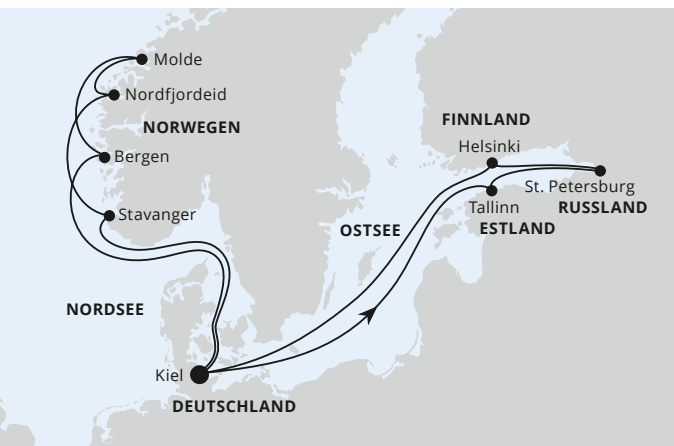 Molde
Nordfjordeid
NORWEGEN
Bergen
Stavanger
FINNLAND
Helsinki
St. Petersburg
RUSSLAND
Tallinn
ESTLAND
OSTSEE
NORDSEE
Kiel
DEUTSCHLAND